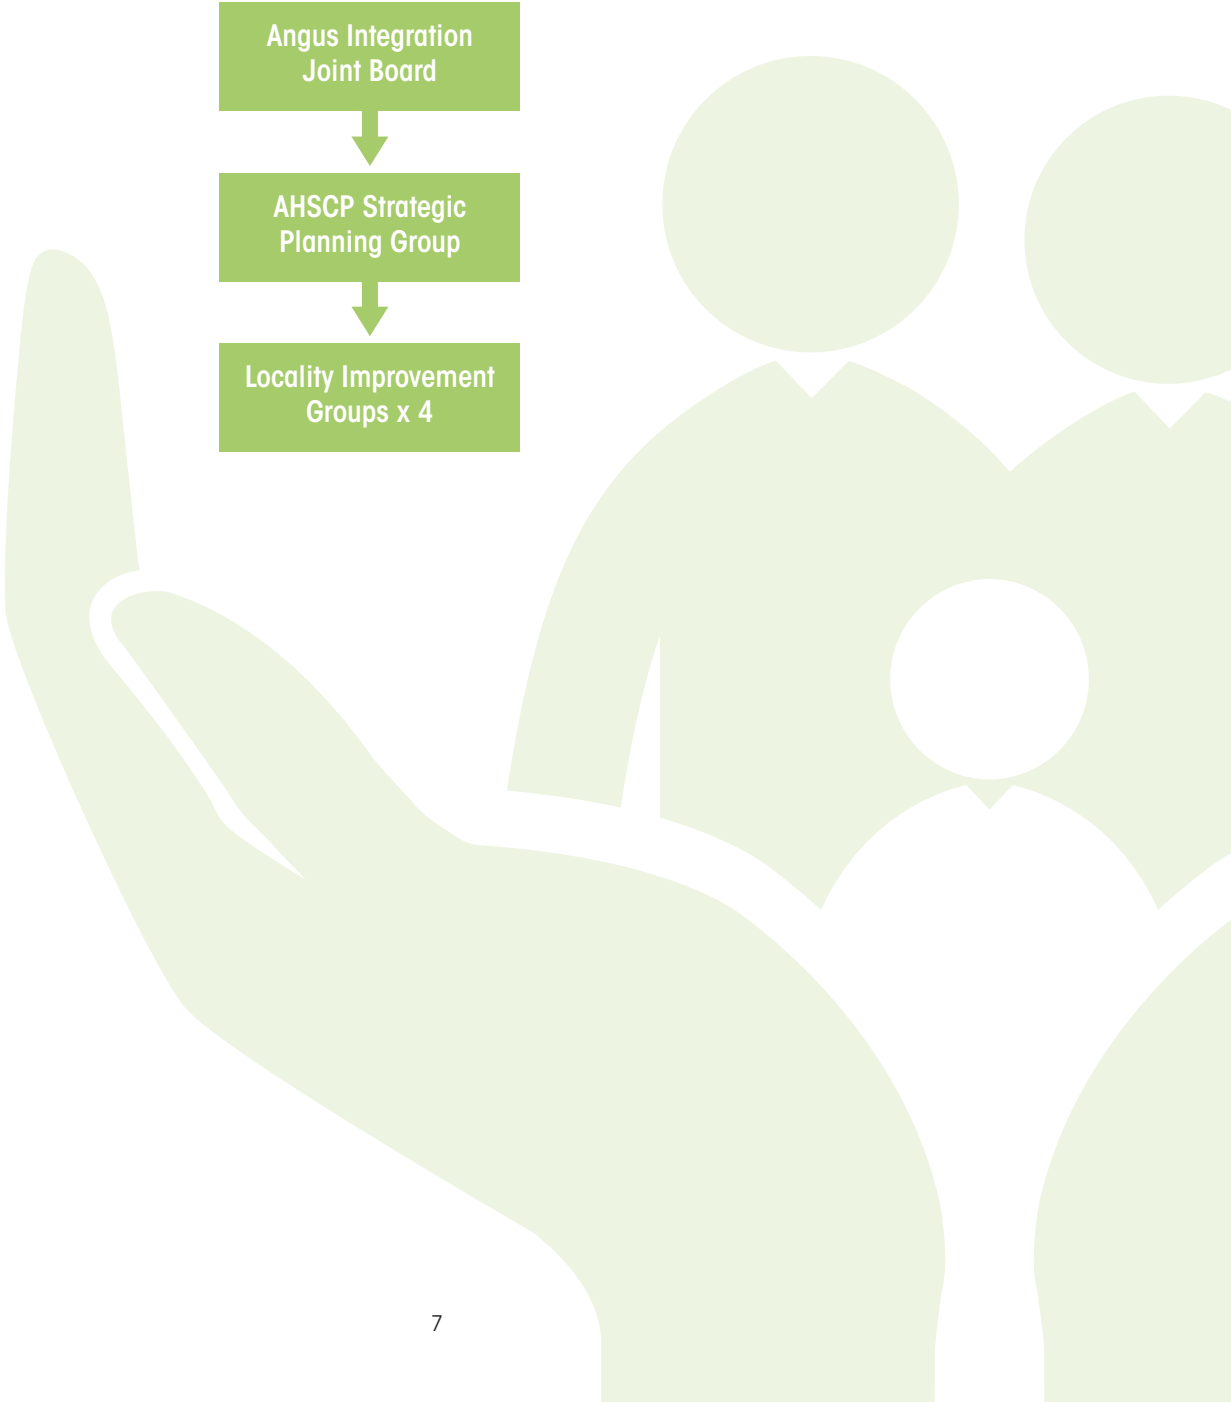 Angus Integration
Joint Board
AHSCP Strategic
Planning Group
Locality Improvement
Groups x 4
7